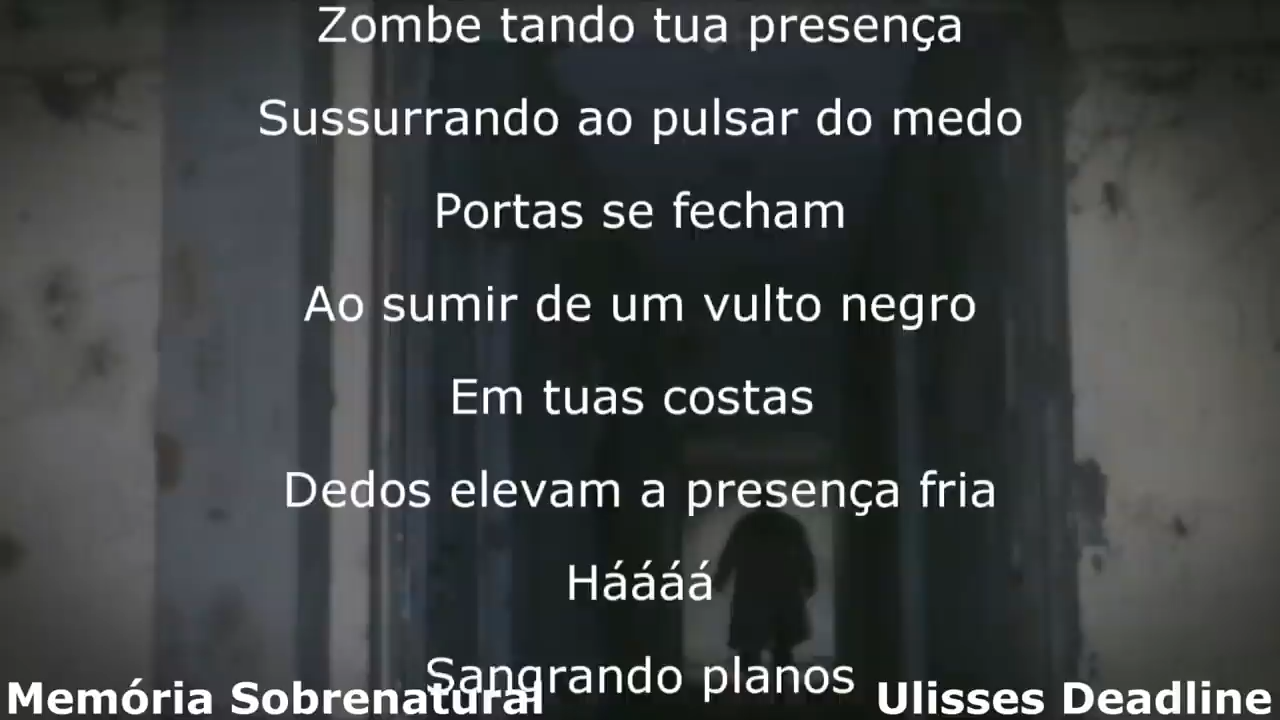 Zombe tando tua presença
Sussurrando ao pulsar do medo
Portas se fecham
Ao sumir de um vulto negro
Em tuas costas
Dedos elevam a presença fria
Háááá
Sangrando planos
Memória Sobrenatural
Ulisses Deadline